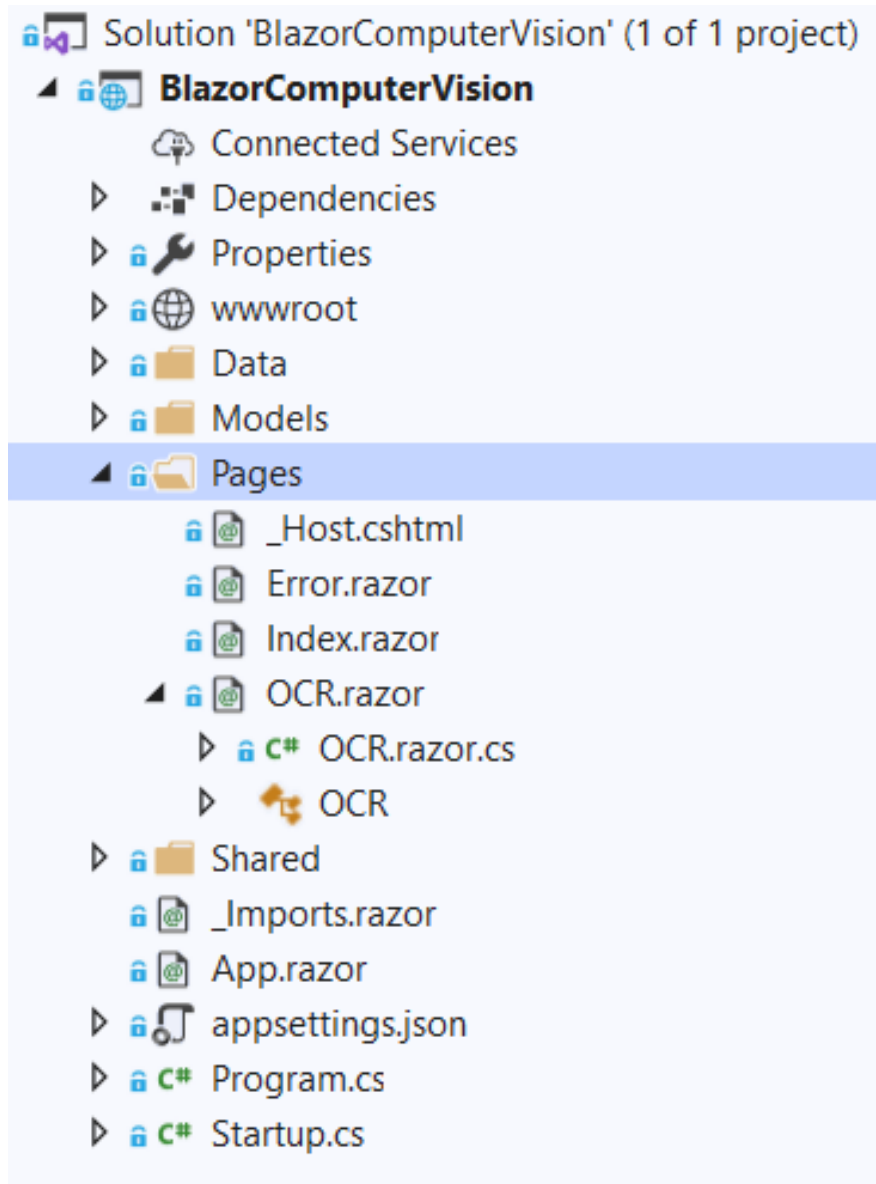 Solution 'BlazorComputerVision' (1 of 1 project)
BlazorComputerVision
Connected Services
Dependencies
Properties
wwwroot
Data
Models
Pages
_Host.cshtml
Error.razor
Index.razor
OCR.razor
C# OCR.razor.cs
OCR
Shared
_Imports.razor
App.razor
appsettings.json
C# Program.cs
C# Startup.cs